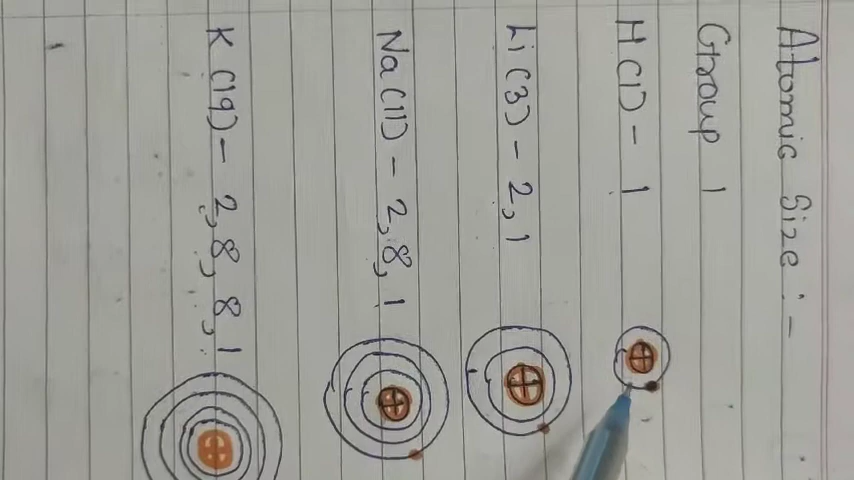 Atomic Size :-
Group 1
H(1) - 1
Li(3) - 2,1
Na(11) - 2,8,1
K(19) - 2,8,8,1